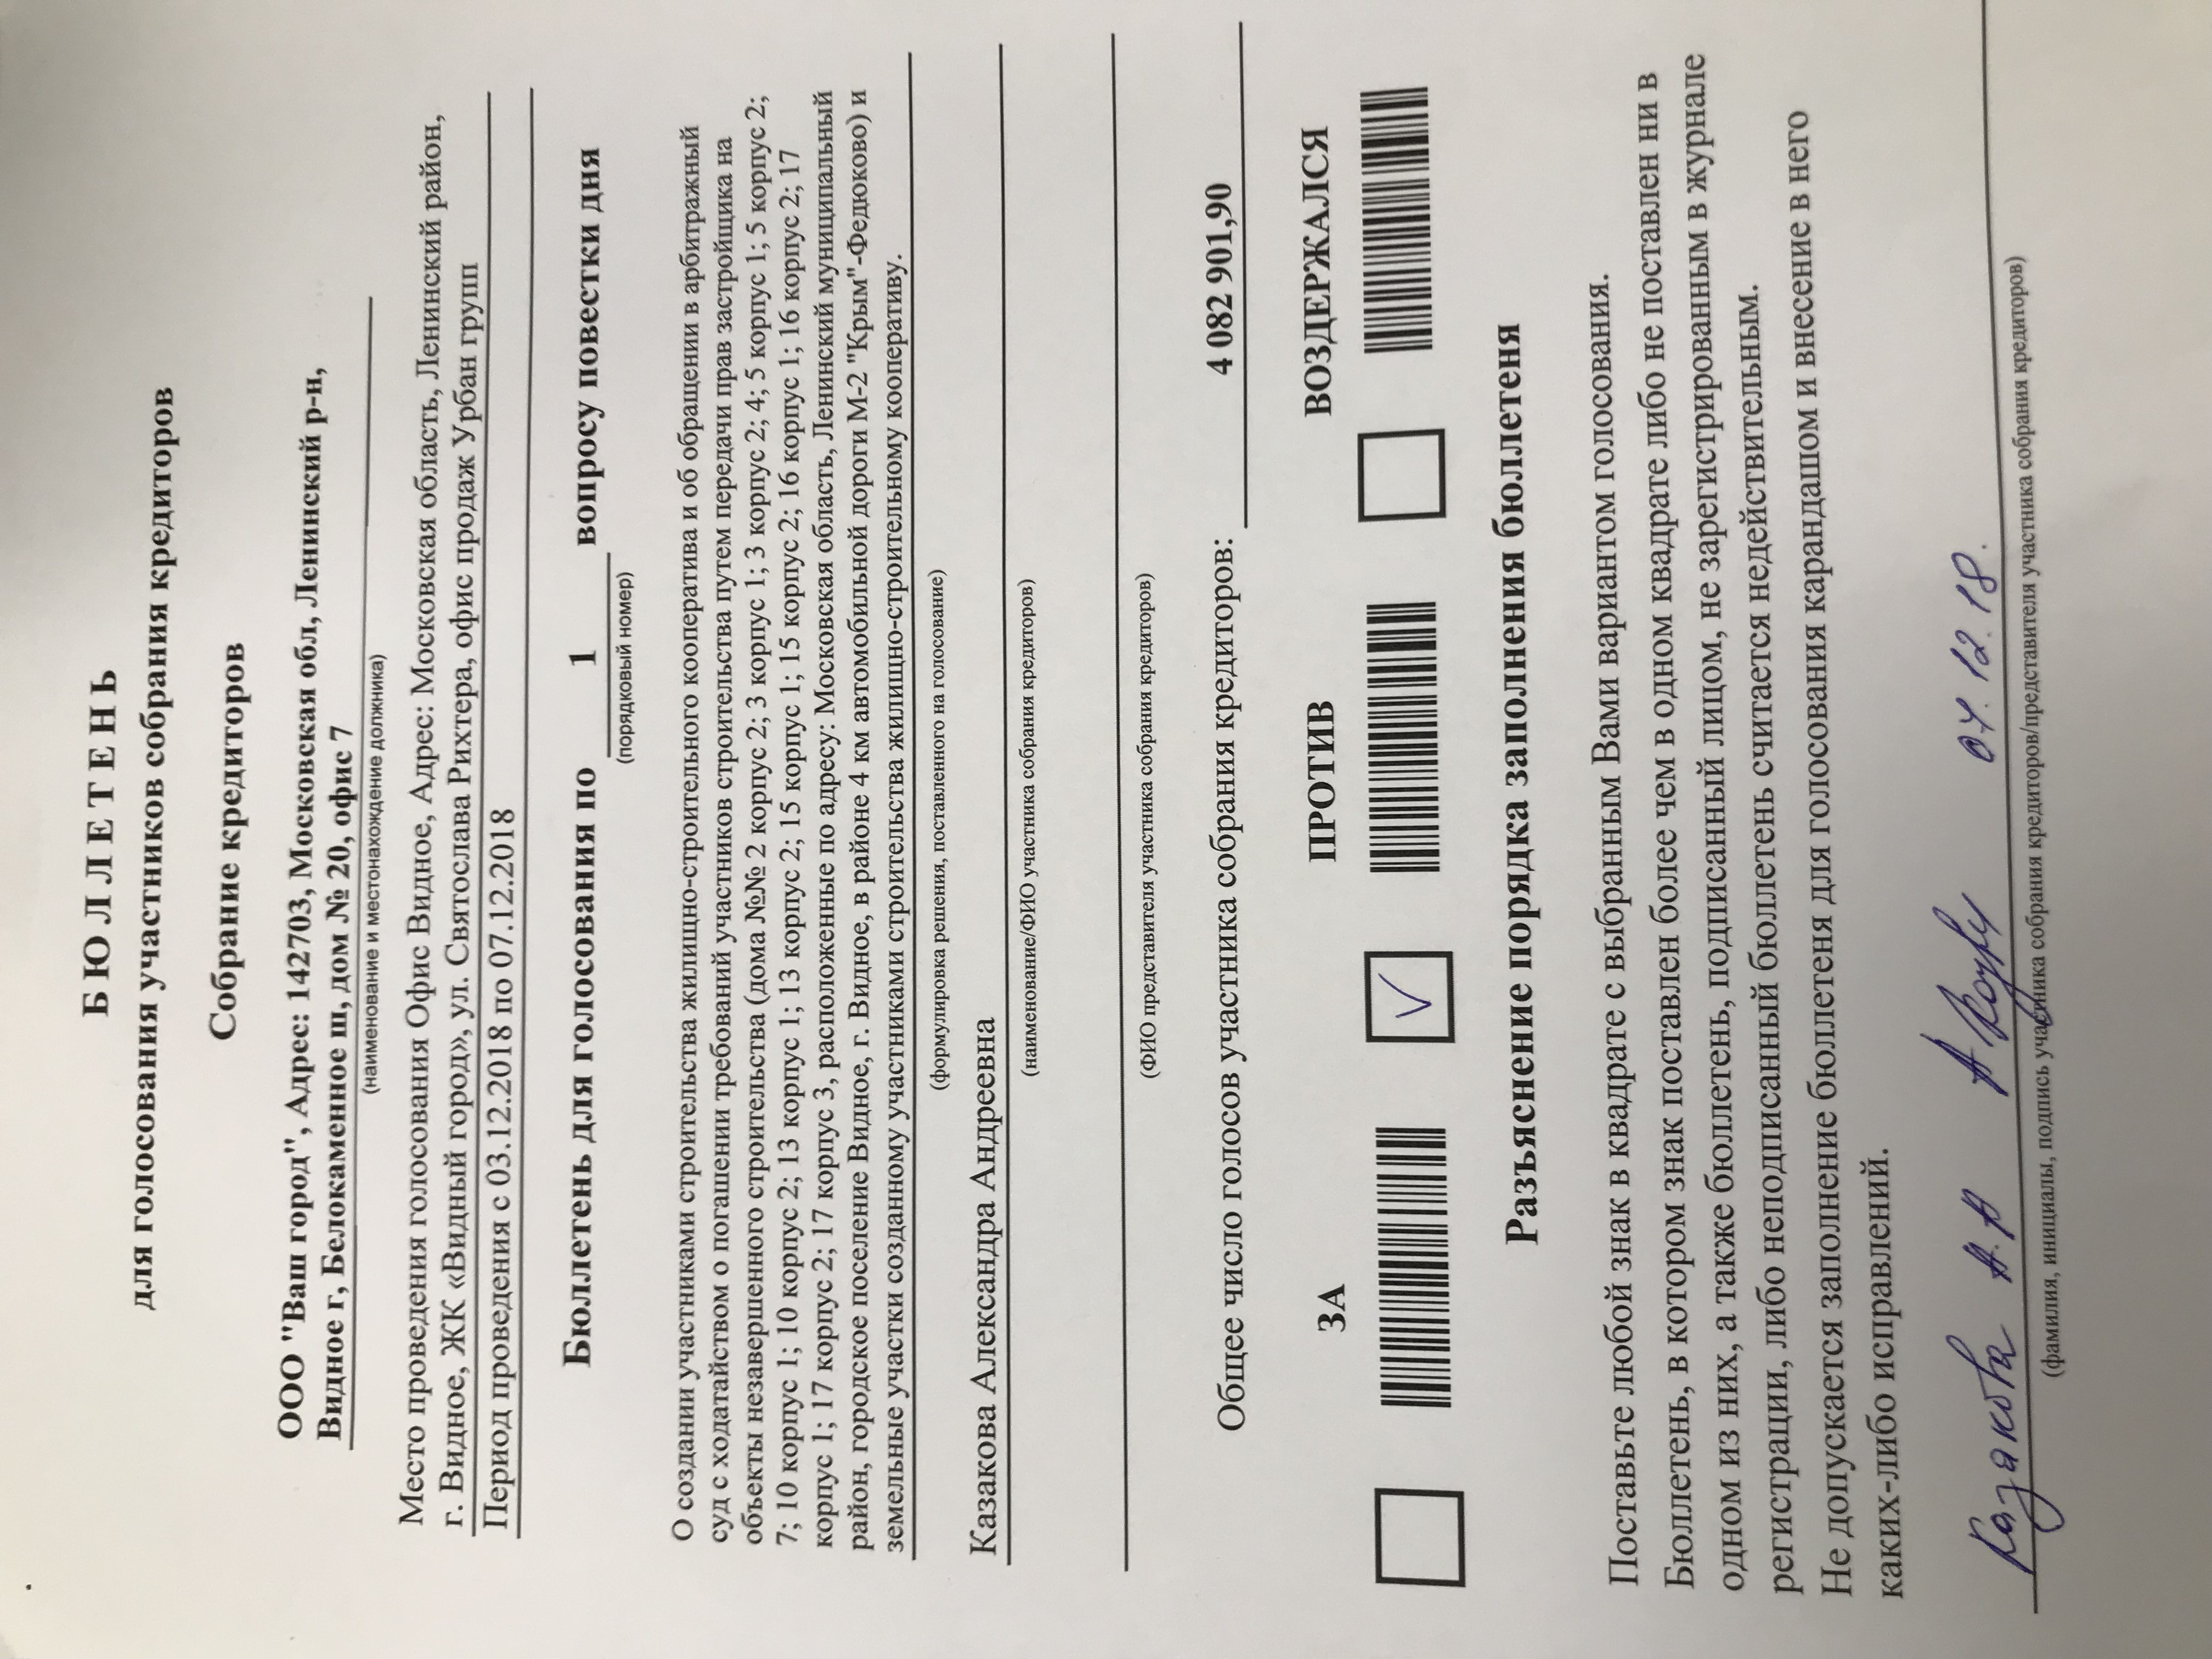 БЮЛЛЕТЕНЬ
для голосования участников собрания кредиторов
Собрание кредиторов
ООО "Ваш город", Адрес: 142703, Московская обл, Ленинский р-н,
Видное г, Белокаменное ш, дом № 20, офис 7
(наименование и местонахождение должника)
Место проведения голосования Офис Видное, Адрес: Московская область, Ленинский район,
г. Видное, ЖК «Видный город», ул. Святослава Рихтера, офис продаж Урбан групп
Период проведения с 03.12.2018 по 07.12.2018
Бюллетень для голосования по 1 вопросу повестки дня
(порядковый номер)
О создании участниками строительства жилищно-строительного кооператива и об обращении в арбитражный
суд с ходатайством о погашении требований участников строительства путем передачи прав застройщика на
объекты незавершенного строительства (дома №№ 2 корпус 2; 3 корпус 1; 3 корпус 2; 4; 5 корпус 1; 5 корпус 2;
7; 10 корпус 1; 10 корпус 2; 13 корпус 1; 13 корпус 2; 15 корпус 1; 15 корпус 2; 16 корпус 1; 16 корпус 2; 17
корпус 1; 17 корпус 2; 17 корпус 3, расположенные по адресу: Московская область, Ленинский муниципальный
район, городское поселение Видное, г. Видное, в районе 4 км автомобильной дороги М-2 "Крым"-Федюково) и
земельные участки созданному участниками строительства жилищно-строительному кооперативу.
(формулировка решения, поставленного на голосование)
Казакова Александра Андреевна
(наименование/ФИО участника собрания кредиторов)
(ФИО представителя участника собрания кредиторов)
Общее число голосов участника собрания кредиторов: 4 082 901,90
ЗА ПРОТИВ ВОЗДЕРЖАЛСЯ
Разъяснение порядка заполнения бюллетеня
Поставьте любой знак в квадрате с выбранным Вами вариантом голосования.
Бюллетень, в котором знак поставлен более чем в одном квадрате либо не поставлен ни в
одном из них, а также бюллетень, подписанный лицом, не зарегистрированным в журнале
регистрации, либо неподписанный бюллетень считается недействительным.
Не допускается заполнение бюллетеня для голосования карандашом и внесение в него
каких-либо исправлений.
Казакова А.А 07.12.18.
(фамилия, инициалы, подпись участника собрания кредиторов/представителя участника собрания кредиторов)